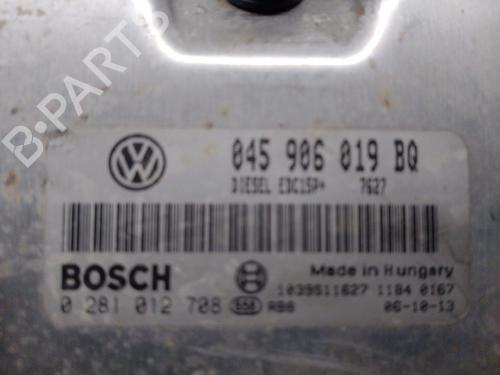 B-PARTS
045 906 019 BQ
DIESEL EDC15P+ 7627
BOSCH
Made in Hungary
1039S11627 1184 0167
0 281 012 708 RB8 06-10-13